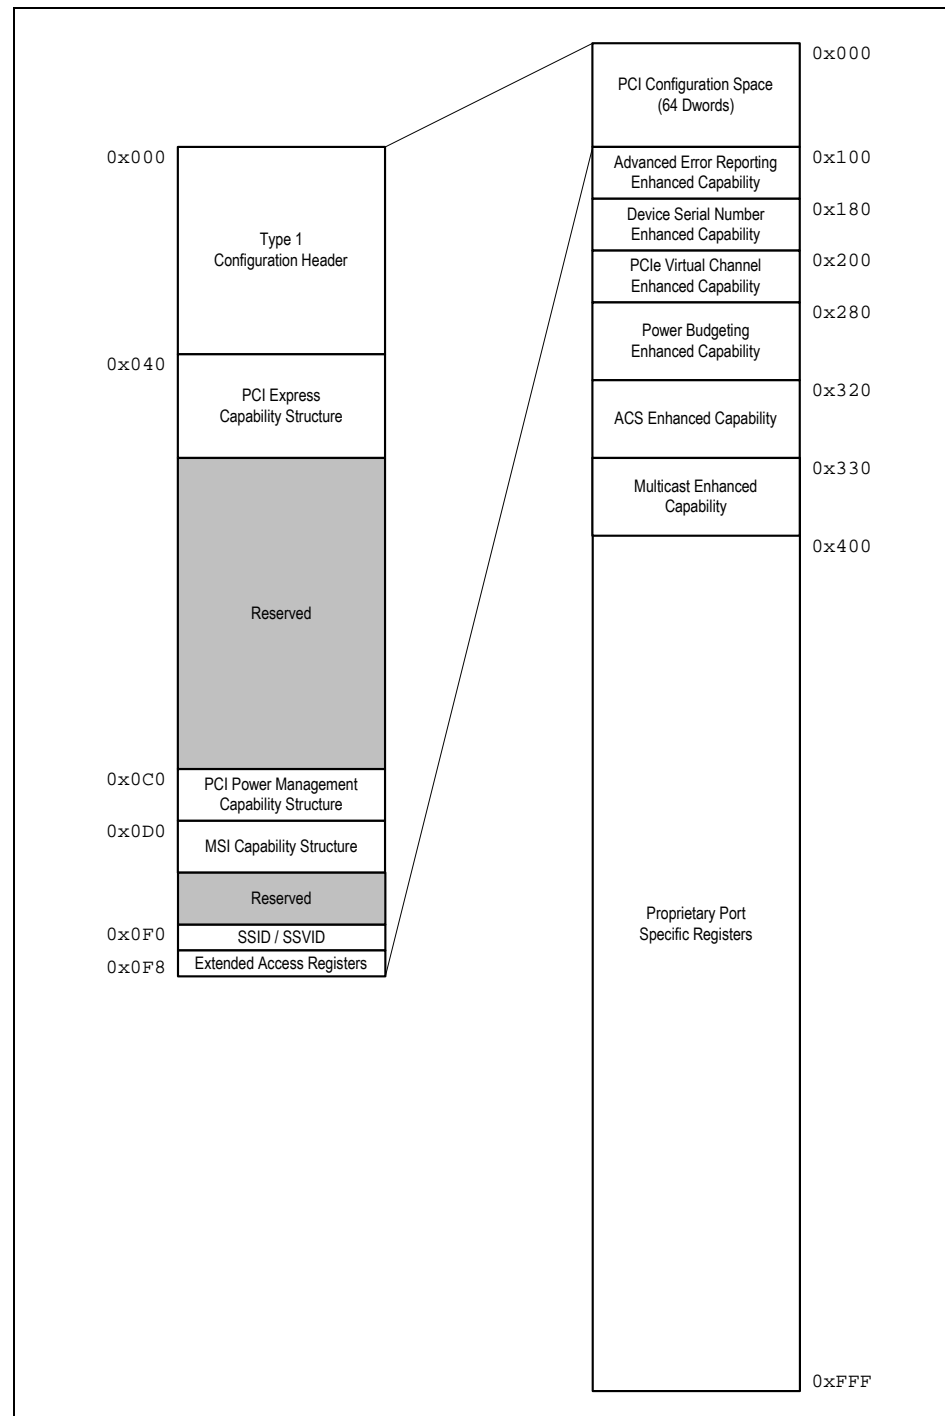 0x000
Type 1
Configuration Header
0x040
PCI Express
Capability Structure
Reserved
0x0C0
PCI Power Management
Capability Structure
0x0D0
MSI Capability Structure
Reserved
0x0F0
SSID / SSVID
0x0F8
Extended Access Registers
0x000
PCI Configuration Space
(64 Dwords)
0x100
Advanced Error Reporting
Enhanced Capability
0x180
Device Serial Number
Enhanced Capability
0x200
PCIe Virtual Channel
Enhanced Capability
0x280
Power Budgeting
Enhanced Capability
0x320
ACS Enhanced Capability
0x330
Multicast Enhanced
Capability
0x400
Proprietary Port
Specific Registers
0xFFF